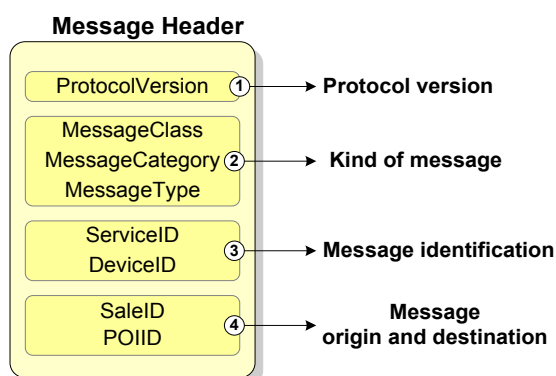 Message Header
ProtocolVersion 1 Protocol version
MessageClass
MessageCategory 2 Kind of message
MessageType
ServiceID
DeviceID
3 Message identification
SaleID
POIID
4 Message
origin and destination